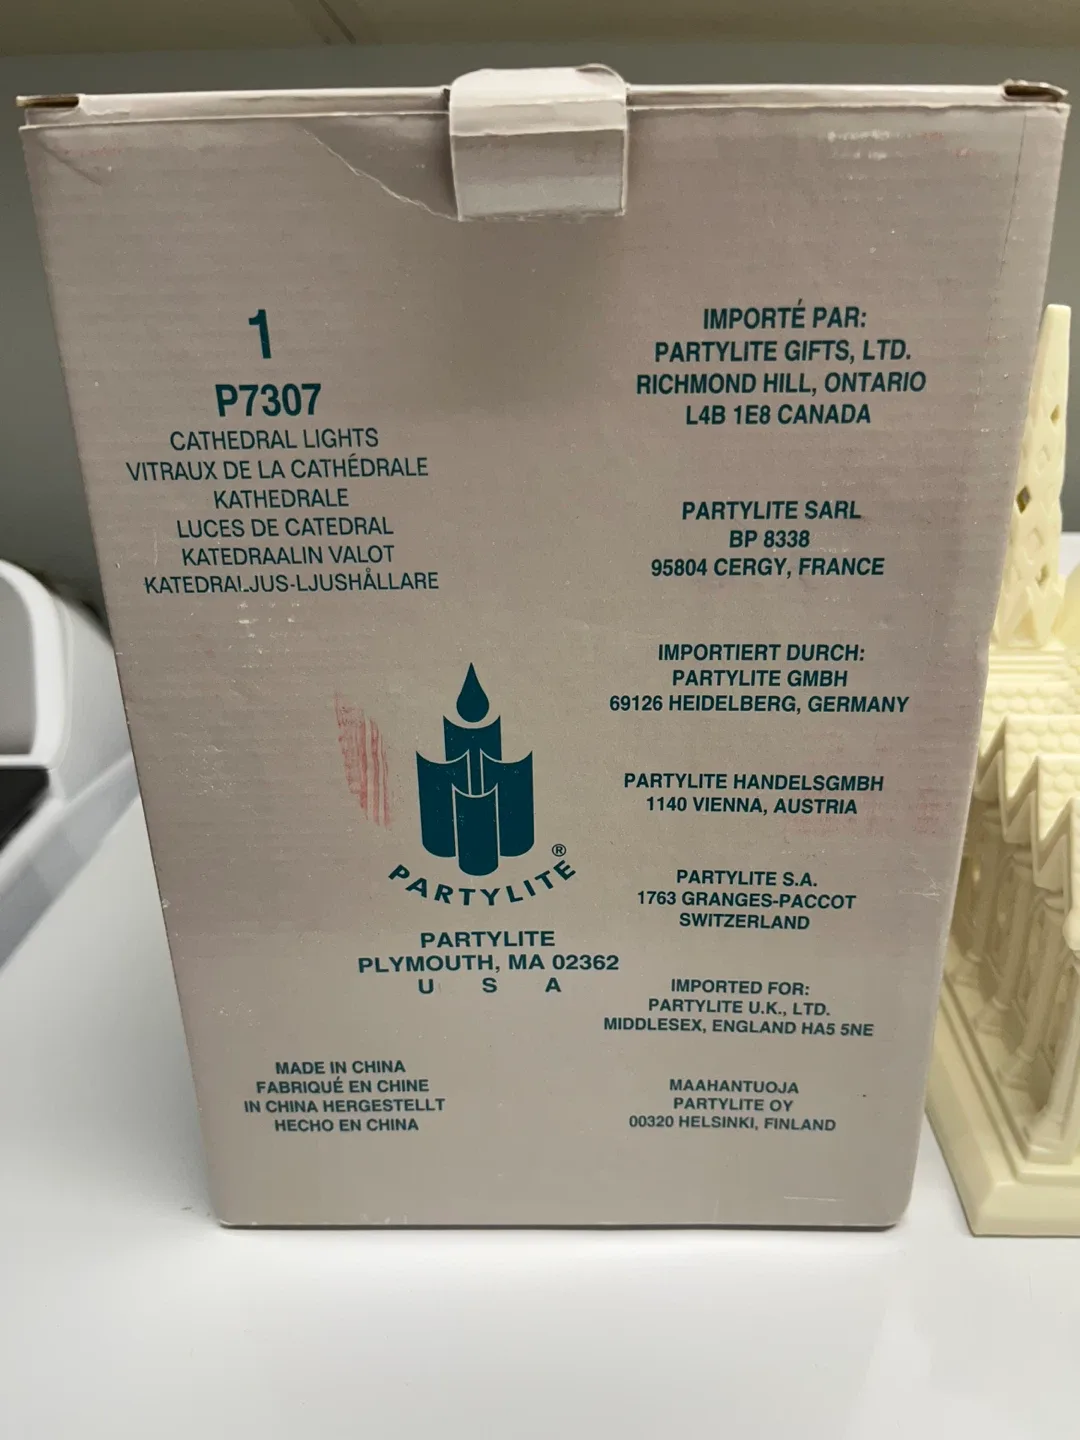 1
P7307
CATHEDRAL LIGHTS
VITRAUX DE LA CATHÉDRALE
KATHEDRALE
LUCES DE CATEDRAL
KATEDRAALIN VALOT
KATEDRALJUS-LJUSHÅLLARE
PARTYLITE®
PARTYLITE
PLYMOUTH, MA 02362
U S A
MADE IN CHINA
FABRIQUÉ EN CHINE
IN CHINA HERGESTELLT
HECHO EN CHINA
IMPORTÉ PAR:
PARTYLITE GIFTS, LTD.
RICHMOND HILL, ONTARIO
L4B 1E8 CANADA
PARTYLITE SARL
BP 8338
95804 CERGY, FRANCE
IMPORTIERT DURCH:
PARTYLITE GMBH
69126 HEIDELBERG, GERMANY
PARTYLITE HANDELSGMBH
1140 VIENNA, AUSTRIA
PARTYLITE S.A.
1763 GRANGES-PACCOT
SWITZERLAND
IMPORTED FOR:
PARTYLITE U.K., LTD.
MIDDLESEX, ENGLAND HA5 5NE
MAAHANTUOJA
PARTYLITE OY
00320 HELSINKI, FINLAND